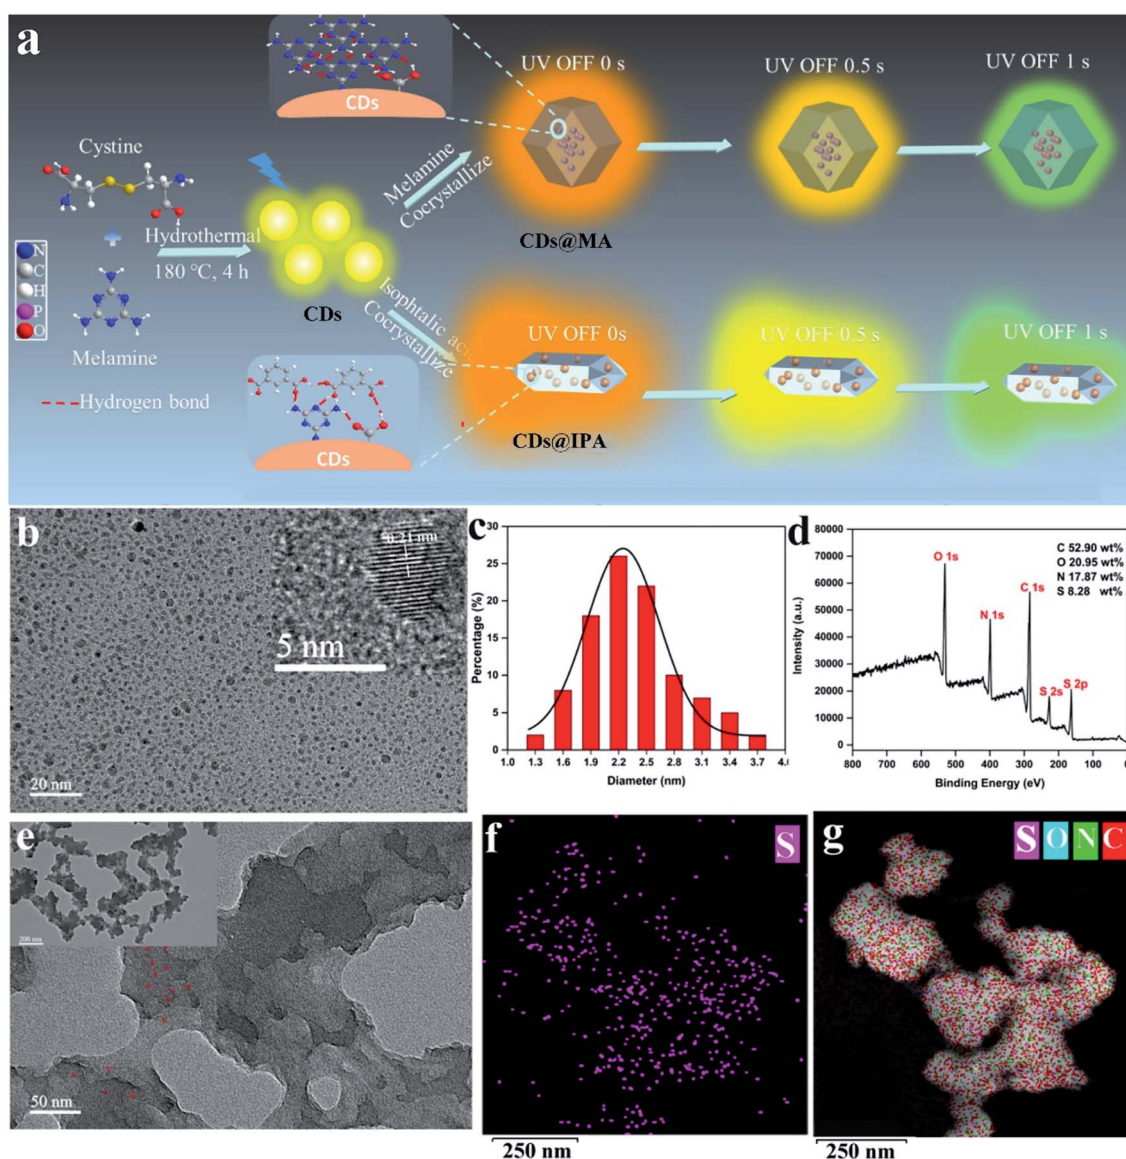 a
CDs
UV OFF 0 s
UV OFF 0.5 s
UV OFF 1 s
Cystine
Melamine
Cocrystallize
CDs@MA
N
C
H
P
O
Hydrothermal
180 °C, 4 h
CDs
Melamine
Isophtalic acid
Cocrystallize
UV OFF 0s
UV OFF 0.5 s
UV OFF 1 s
Hydrogen bond
CDs
CDs@IPA
b
0.21 nm
5 nm
20 nm
c
Percentage (%)
30
25
20
15
10
5
0
1.0 1.3 1.6 1.9 2.2 2.5 2.8 3.1 3.4 3.7
Diameter (nm)
d
Intensity (a.u.)
80000
70000
60000
50000
40000
30000
20000
10000
0
C 52.90 wt%
O 20.95 wt%
N 17.87 wt%
S 8.28 wt%
O 1s
N 1s
C 1s
S 2s
S 2p
800 700 600 500 400 300 200 100
Binding Energy (eV)
e
200 nm
50 nm
f
S
250 nm
g
S O N C
250 nm